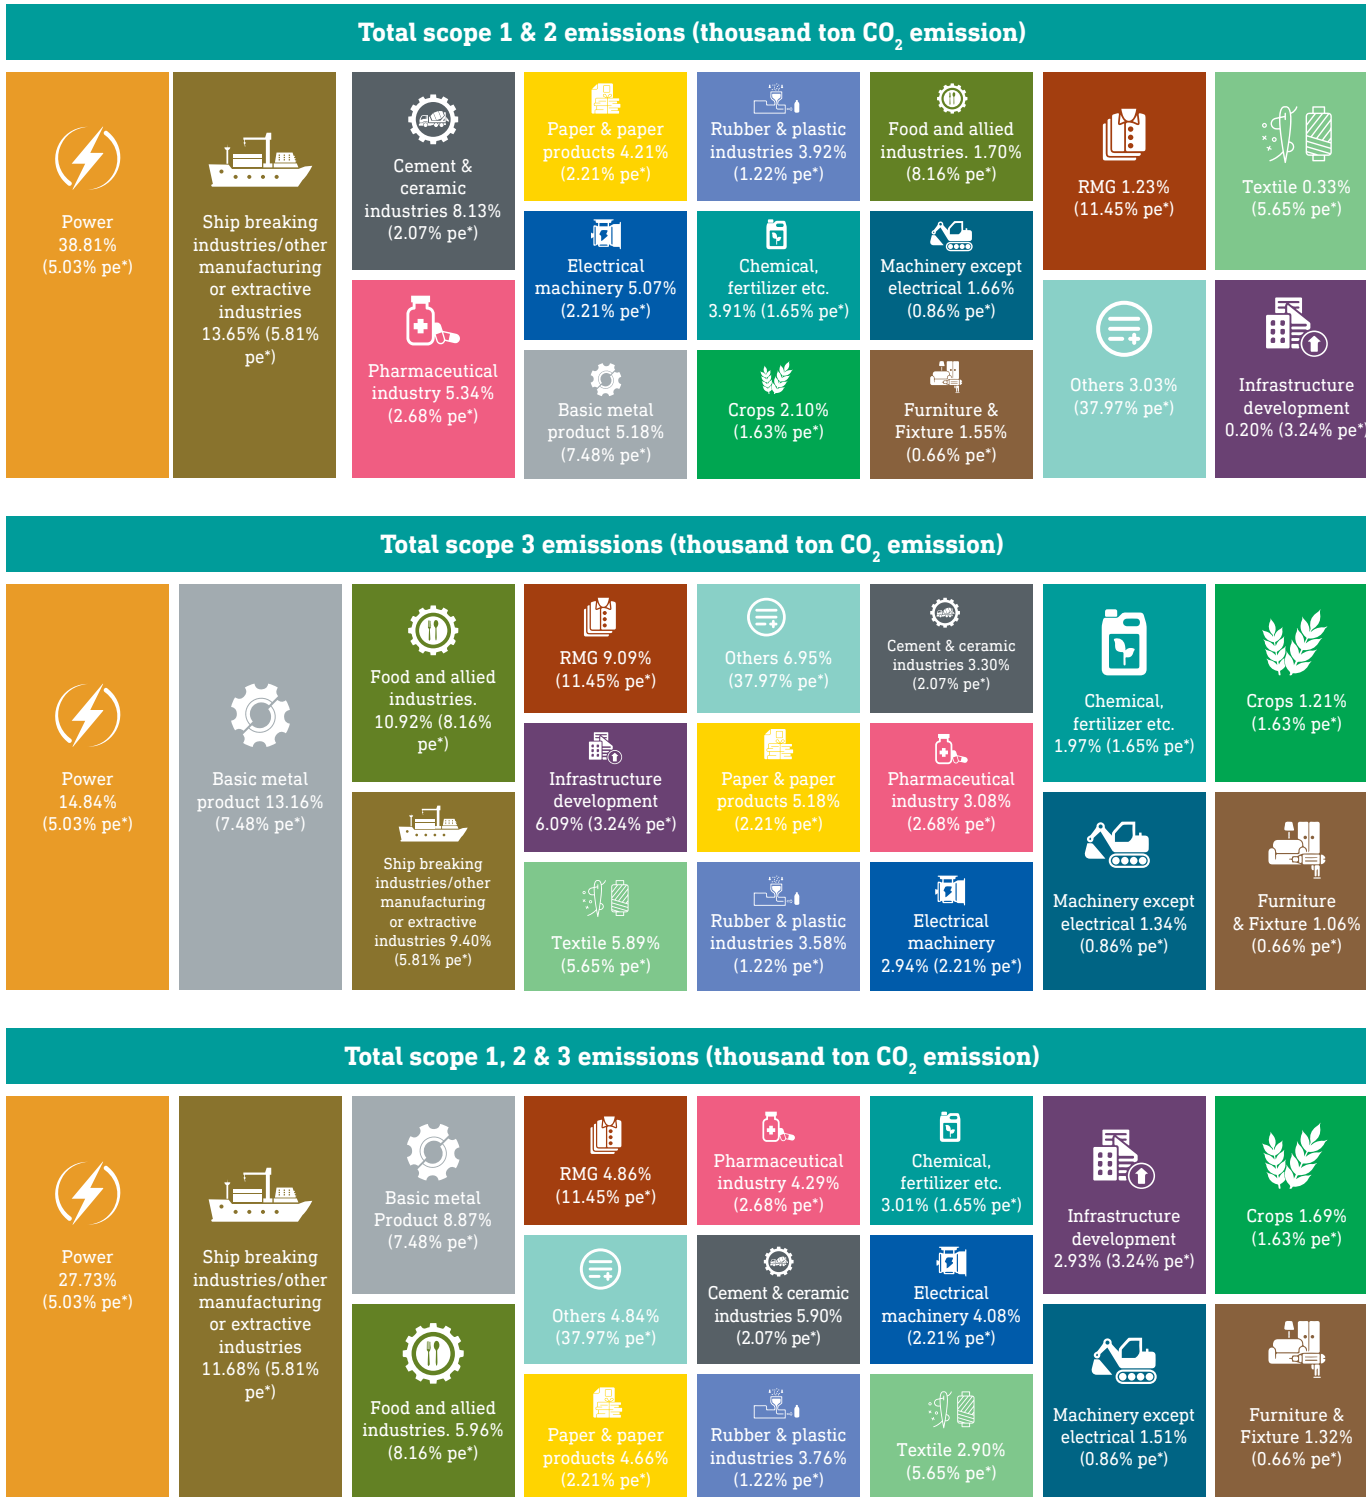 Total scope 1 & 2 emissions (thousand ton CO2 emission)
Power
38.81%
(5.03% pe*)
Ship breaking
industries/other
manufacturing
or extractive
industries
13.65% (5.81%
pe*)
Cement &
ceramic
industries 8.13%
(2.07% pe*)
Pharmaceutical
industry 5.34%
(2.68% pe*)
Paper & paper
products 4.21%
(2.21% pe*)
Electrical
machinery 5.07%
(2.21% pe*)
Basic metal
product 5.18%
(7.48% pe*)
Rubber & plastic
industries 3.92%
(1.22% pe*)
Chemical,
fertilizer etc.
3.91% (1.65% pe*)
Crops 2.10%
(1.63% pe*)
Food and allied
industries. 1.70%
(8.16% pe*)
Machinery except
electrical 1.66%
(0.86% pe*)
Furniture &
Fixture 1.55%
(0.66% pe*)
RMG 1.23%
(11.45% pe*)
Others 3.03%
(37.97% pe*)
Textile 0.33%
(5.65% pe*)
Infrastructure
development
0.20% (3.24% pe*)
Total scope 3 emissions (thousand ton CO2 emission)
Power
14.84%
(5.03% pe*)
Basic metal
product 13.16%
(7.48% pe*)
Food and allied
industries.
10.92% (8.16%
pe*)
Ship breaking
industries/other
manufacturing
or extractive
industries 9.40%
(5.81% pe*)
RMG 9.09%
(11.45% pe*)
Infrastructure
development
6.09% (3.24% pe*)
Textile 5.89%
(5.65% pe*)
Others 6.95%
(37.97% pe*)
Paper & paper
products 5.18%
(2.21% pe*)
Rubber & plastic
industries 3.58%
(1.22% pe*)
Cement & ceramic
industries 3.30%
(2.07% pe*)
Pharmaceutical
industry 3.08%
(2.68% pe*)
Electrical
machinery
2.94% (2.21% pe*)
Chemical,
fertilizer etc.
1.97% (1.65% pe*)
Machinery except
electrical 1.34%
(0.86% pe*)
Crops 1.21%
(1.63% pe*)
Furniture
& Fixture 1.06%
(0.66% pe*)
Total scope 1, 2 & 3 emissions (thousand ton CO2 emission)
Power
27.73%
(5.03% pe*)
Ship breaking
industries/other
manufacturing
or extractive
industries
11.68% (5.81%
pe*)
Basic metal
Product 8.87%
(7.48% pe*)
Food and allied
industries. 5.96%
(8.16% pe*)
RMG 4.86%
(11.45% pe*)
Others 4.84%
(37.97% pe*)
Paper & paper
products 4.66%
(2.21% pe*)
Pharmaceutical
industry 4.29%
(2.68% pe*)
Cement & ceramic
industries 5.90%
(2.07% pe*)
Rubber & plastic
industries 3.76%
(1.22% pe*)
Chemical,
fertilizer etc.
3.01% (1.65% pe*)
Electrical
machinery 4.08%
(2.21% pe*)
Textile 2.90%
(5.65% pe*)
Infrastructure
development
2.93% (3.24% pe*)
Machinery except
electrical 1.51%
(0.86% pe*)
Crops 1.69%
(1.63% pe*)
Furniture &
Fixture 1.32%
(0.66% pe*)